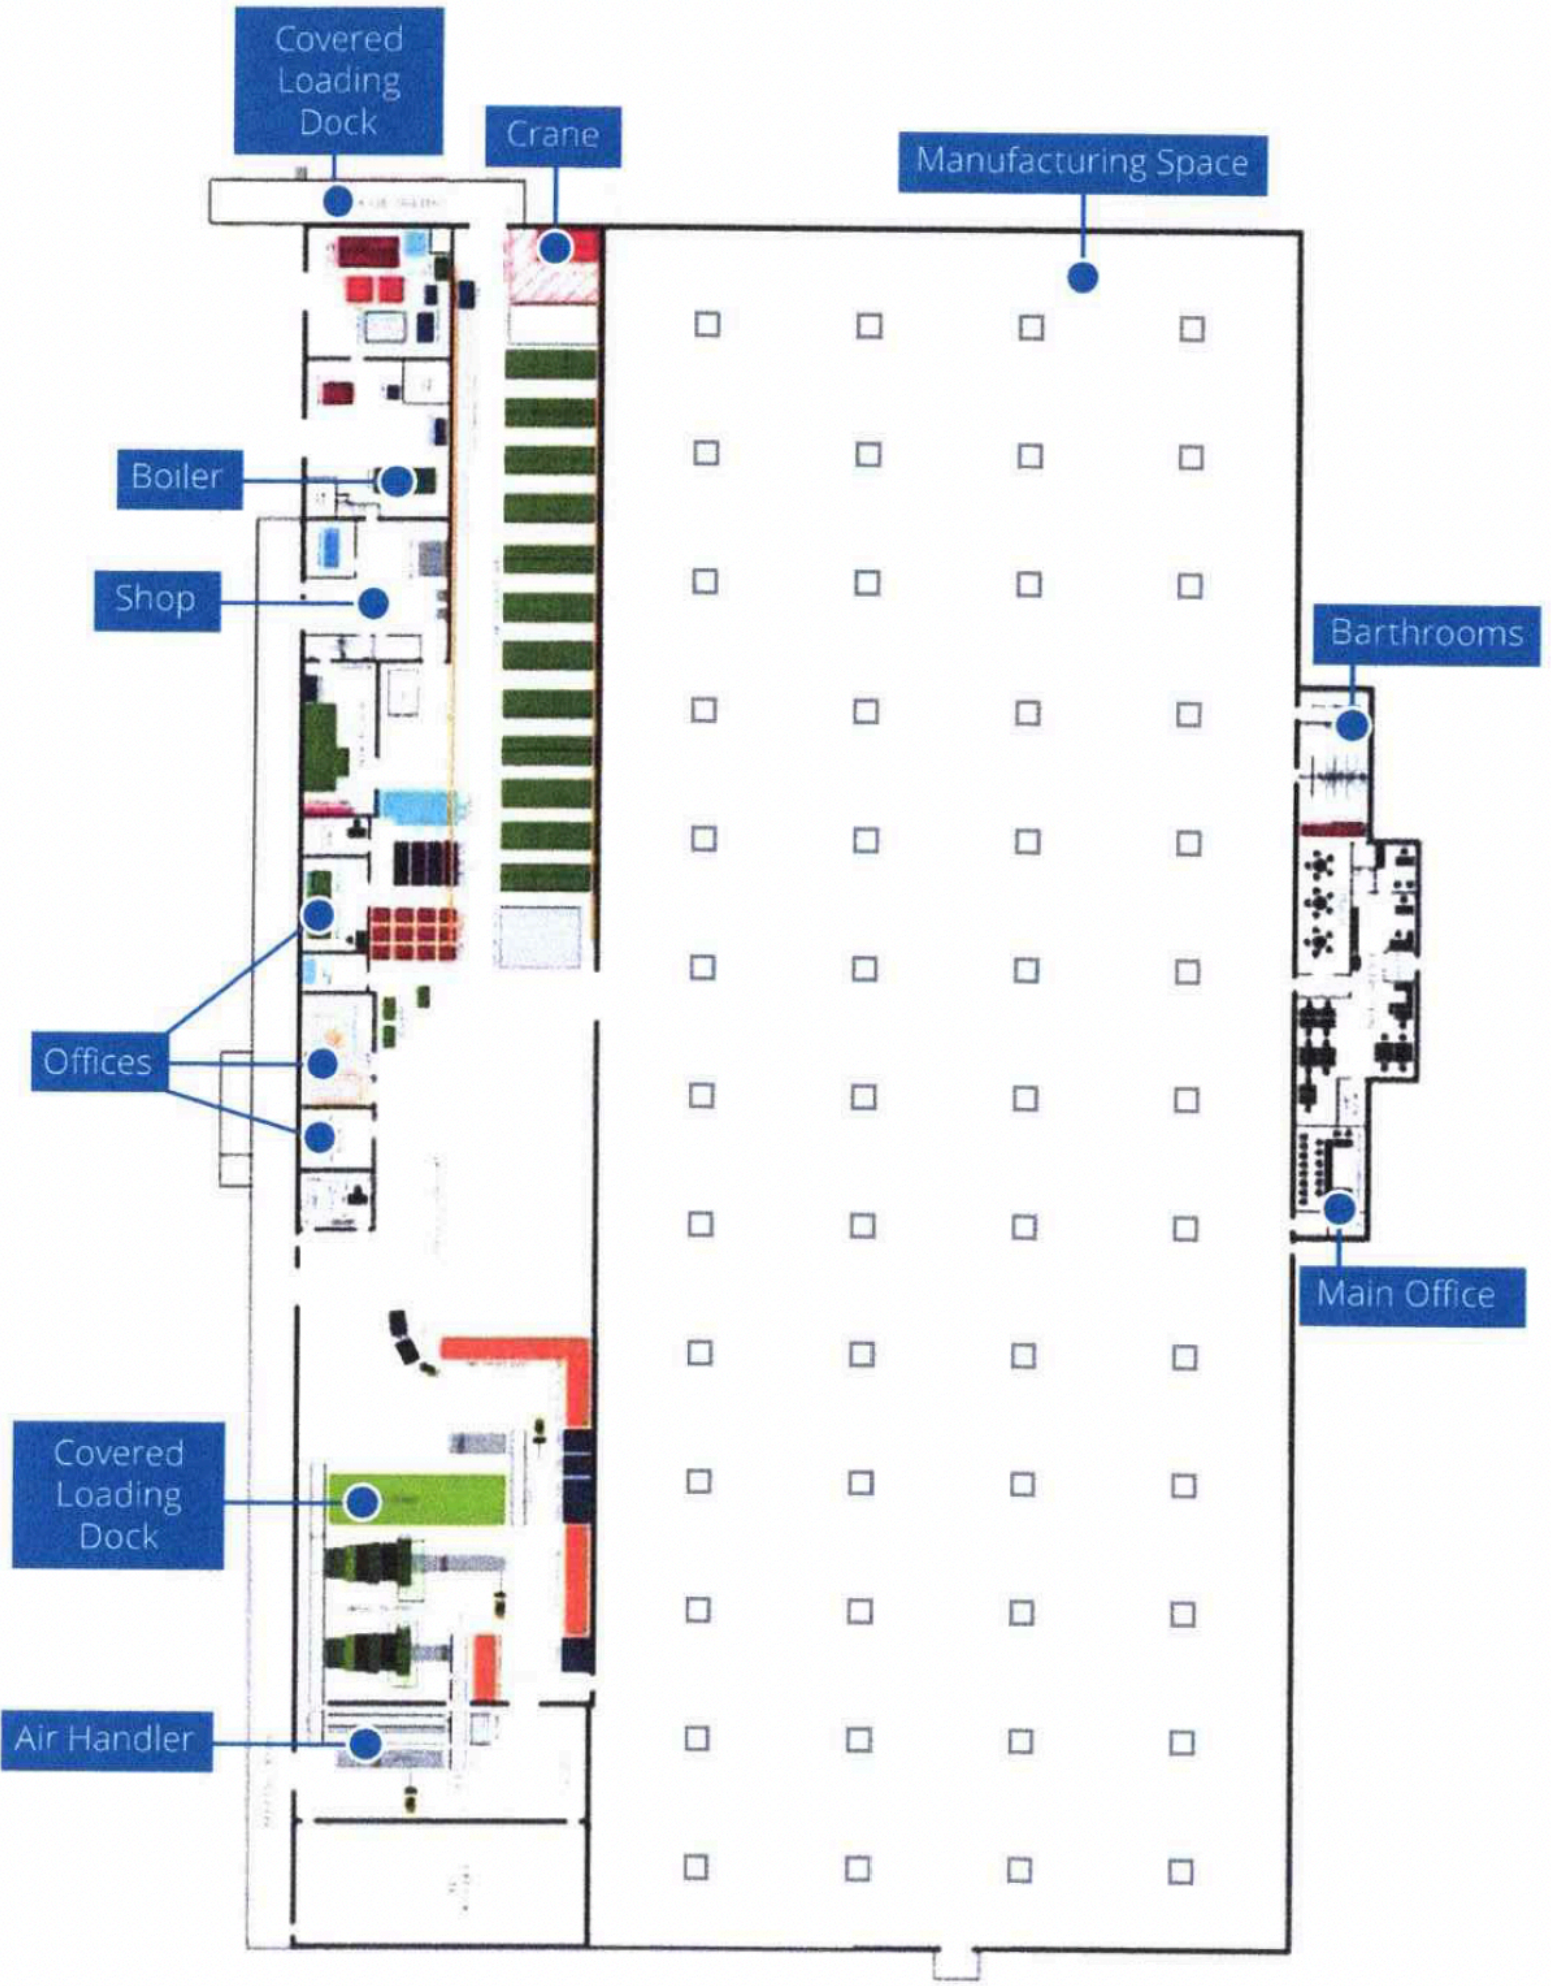 Covered
Loading
Dock
Crane
Manufacturing Space
Boiler
Shop
Barthrooms
Offices
Main Office
Covered
Loading
Dock
Air Handler